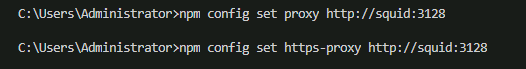 C:\Users\Administrator>npm config set proxy http://squid:3128
C:\Users\Administrator>npm config set https-proxy http://squid:3128